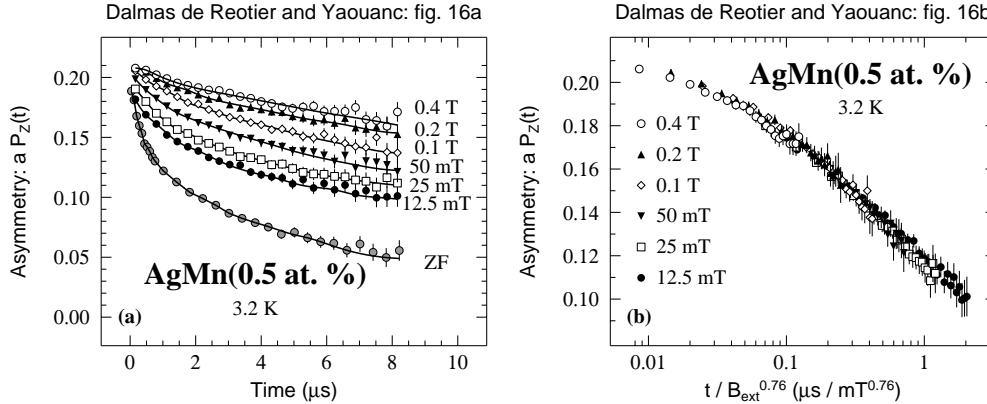 Dalmas de Reotier and Yaouanc: fig. 16a
Asymmetry: a P_Z(t)
0.20
0.15
0.10
0.05
0.00
0.4 T
0.2 T
0.1 T
50 mT
25 mT
12.5 mT
ZF
AgMn(0.5 at. %)
3.2 K
(a)
0 2 4 6 8 10
Time (μs)
Dalmas de Reotier and Yaouanc: fig. 16b
Asymmetry: a P_Z(t)
0.20
0.18
0.16
0.14
0.12
0.10
AgMn(0.5 at. %)
3.2 K
0.4 T
0.2 T
0.1 T
50 mT
25 mT
12.5 mT
(b)
0.01 0.1 1
t / B_ext^0.76 (μs / mT^0.76)